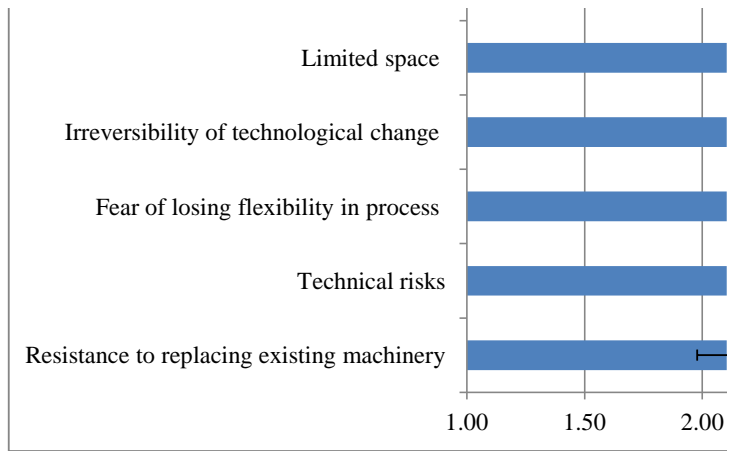 Limited space
Irreversibility of technological change
Fear of losing flexibility in process
Technical risks
Resistance to replacing existing machinery
1.00 1.50 2.00